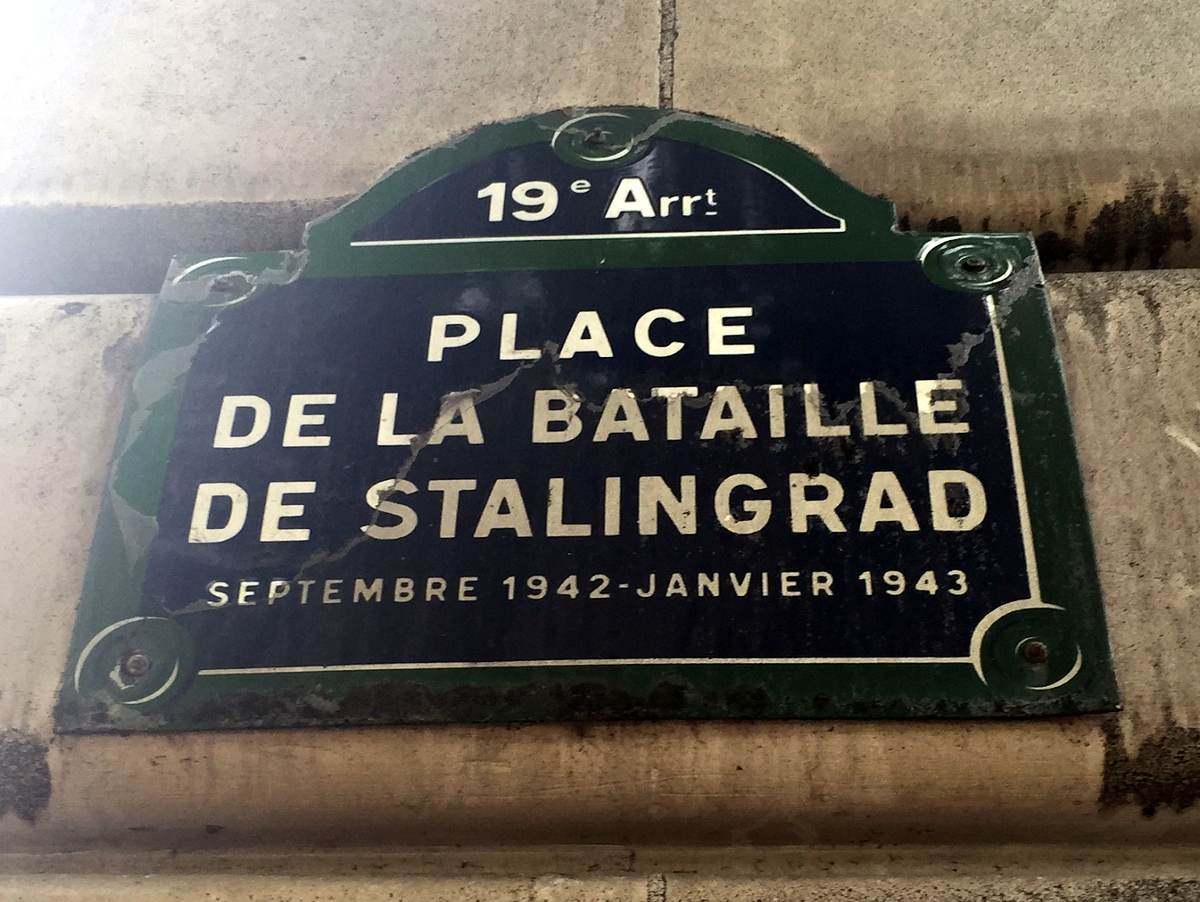 19e Arrt
PLACE
DE LA BATAILLE
DE STALINGRAD
SEPTEMBRE 1942-JANVIER 1943